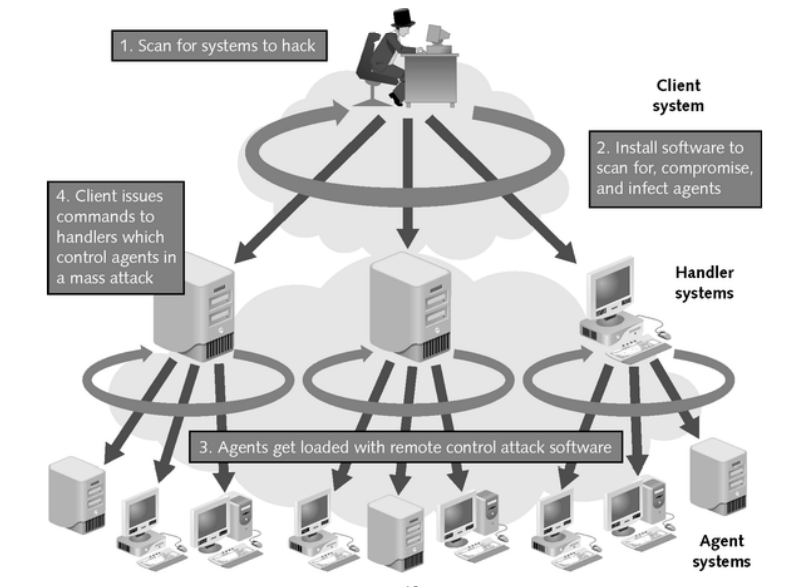 1. Scan for systems to hack
Client
system
2. Install software to
scan for, compromise,
and infect agents
4. Client issues
commands to
handlers which
control agents in
a mass attack
Handler
systems
3. Agents get loaded with remote control attack software
Agent
systems